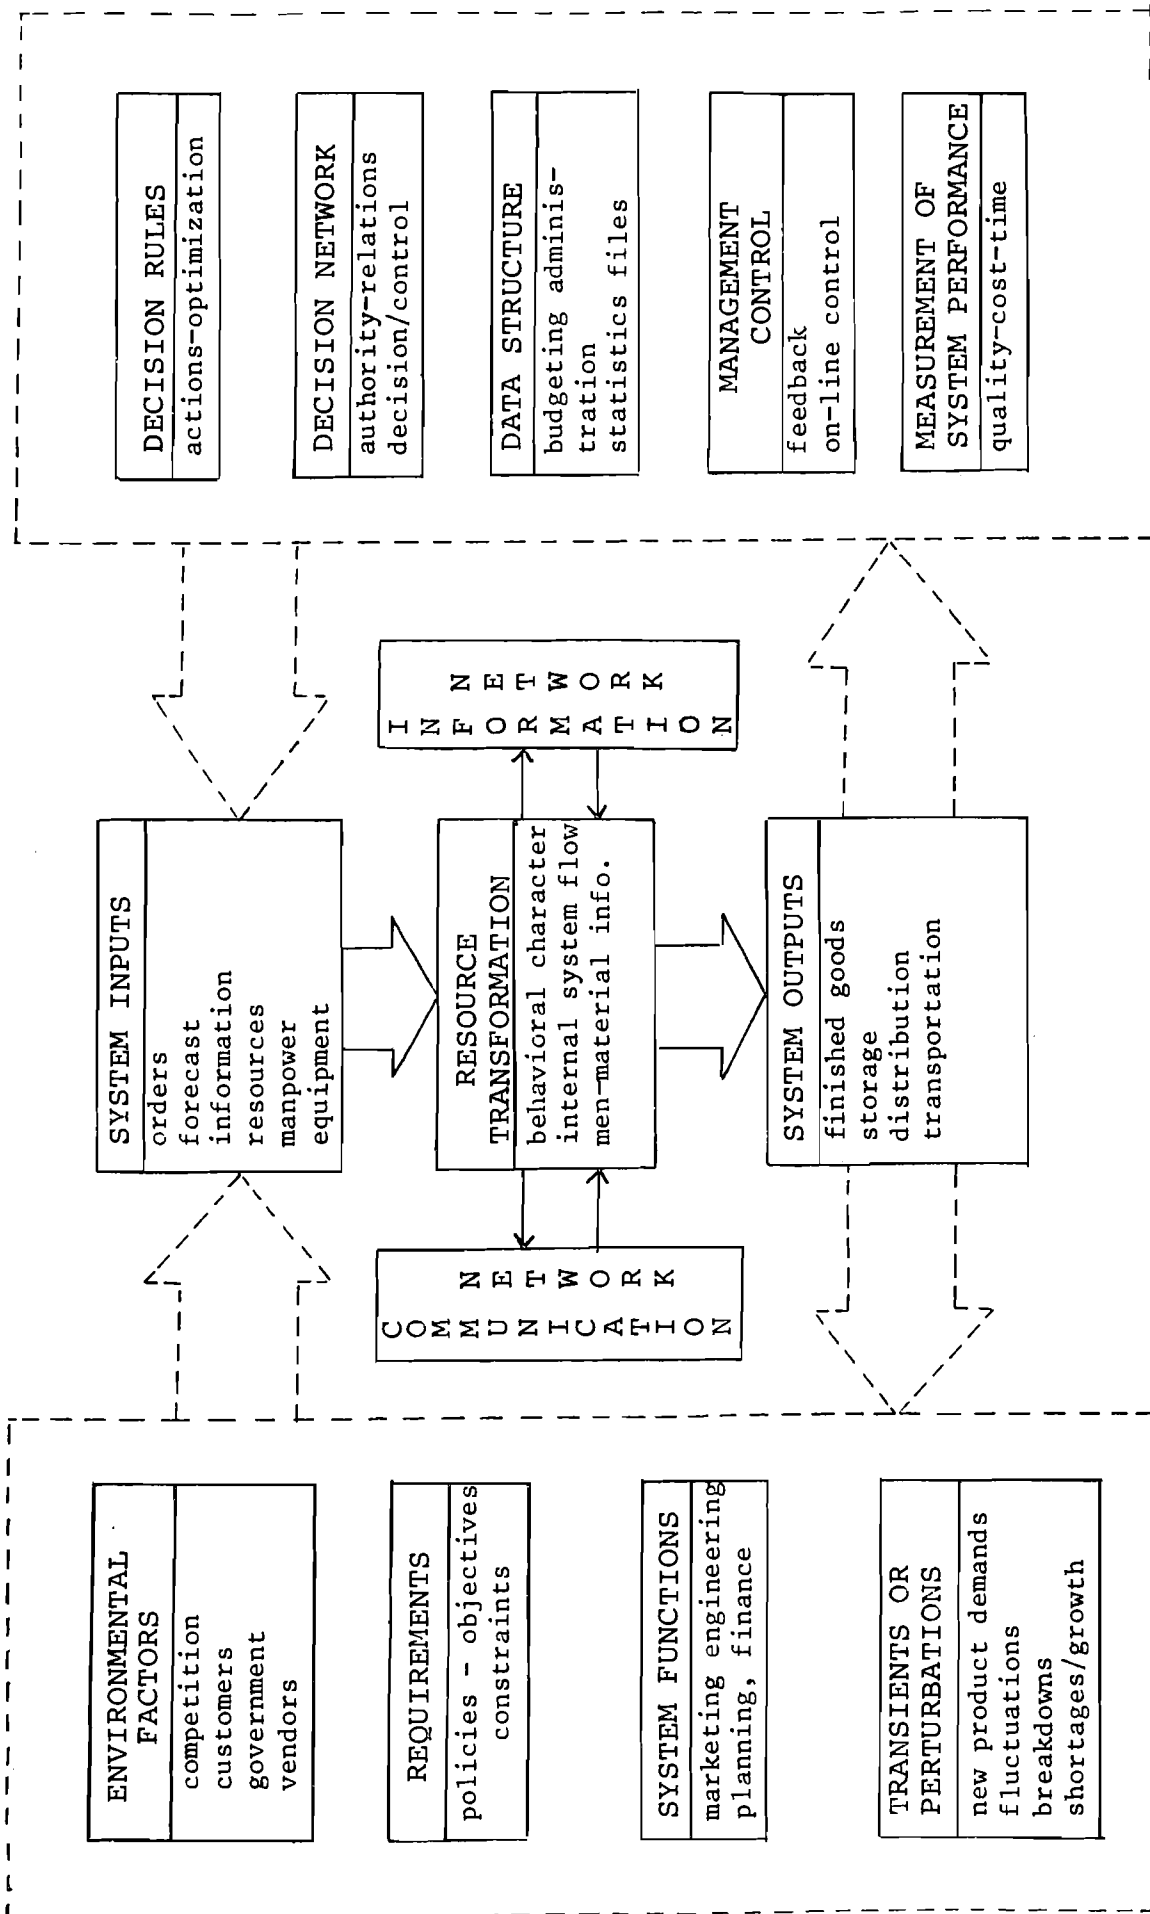 ENVIRONMENTAL
FACTORS
competition
customers
government
vendors
REQUIREMENTS
policies - objectives
constraints
SYSTEM FUNCTIONS
marketing engineering
planning, finance
TRANSIENTS OR
PERTURBATIONS
new product demands
fluctuations
breakdowns
shortages/growth
SYSTEM INPUTS
orders
forecast
information
resources
manpower
equipment
COMMUNICATION
NETWORK
RESOURCE
TRANSFORMATION
behavioral character
internal system flow
men-material info.
INFORMATION
NETWORK
SYSTEM OUTPUTS
finished goods
storage
distribution
transportation
DECISION RULES
actions-optimization
DECISION NETWORK
authority-relations
decision/control
DATA STRUCTURE
budgeting adminis-
tration
statistics files
MANAGEMENT
CONTROL
feedback
on-line control
MEASUREMENT OF
SYSTEM PERFORMANCE
quality-cost-time